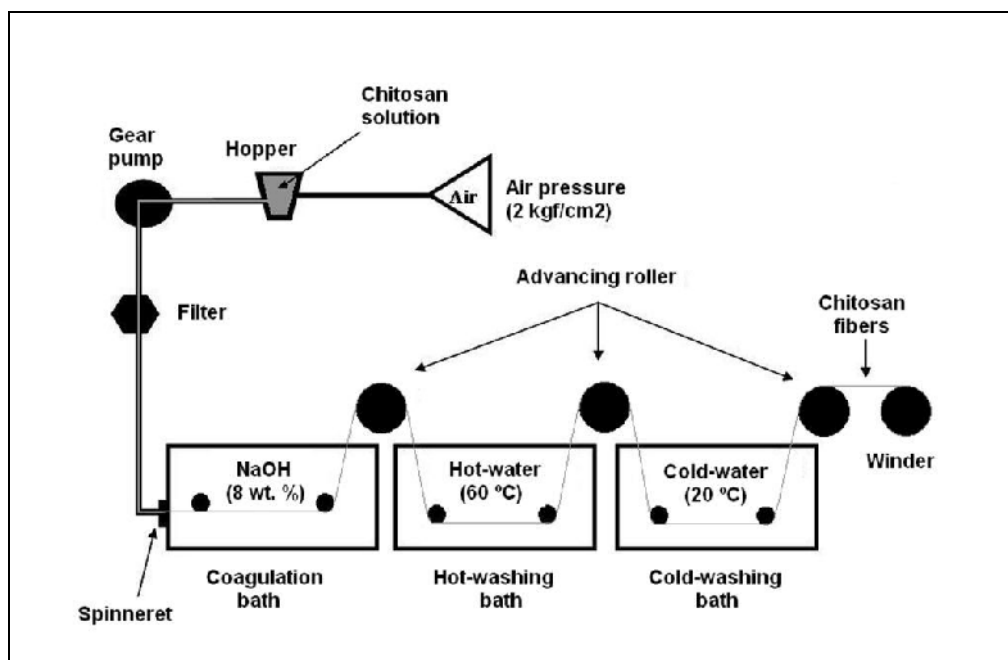 Chitosan
solution
Gear
pump
Hopper
Air
Air pressure
(2 kgf/cm2)
Advancing roller
Filter
Chitosan
fibers
NaOH
(8 wt. %)
Hot-water
(60 ºC)
Cold-water
(20 ºC)
Winder
Coagulation
bath
Hot-washing
bath
Cold-washing
bath
Spinneret